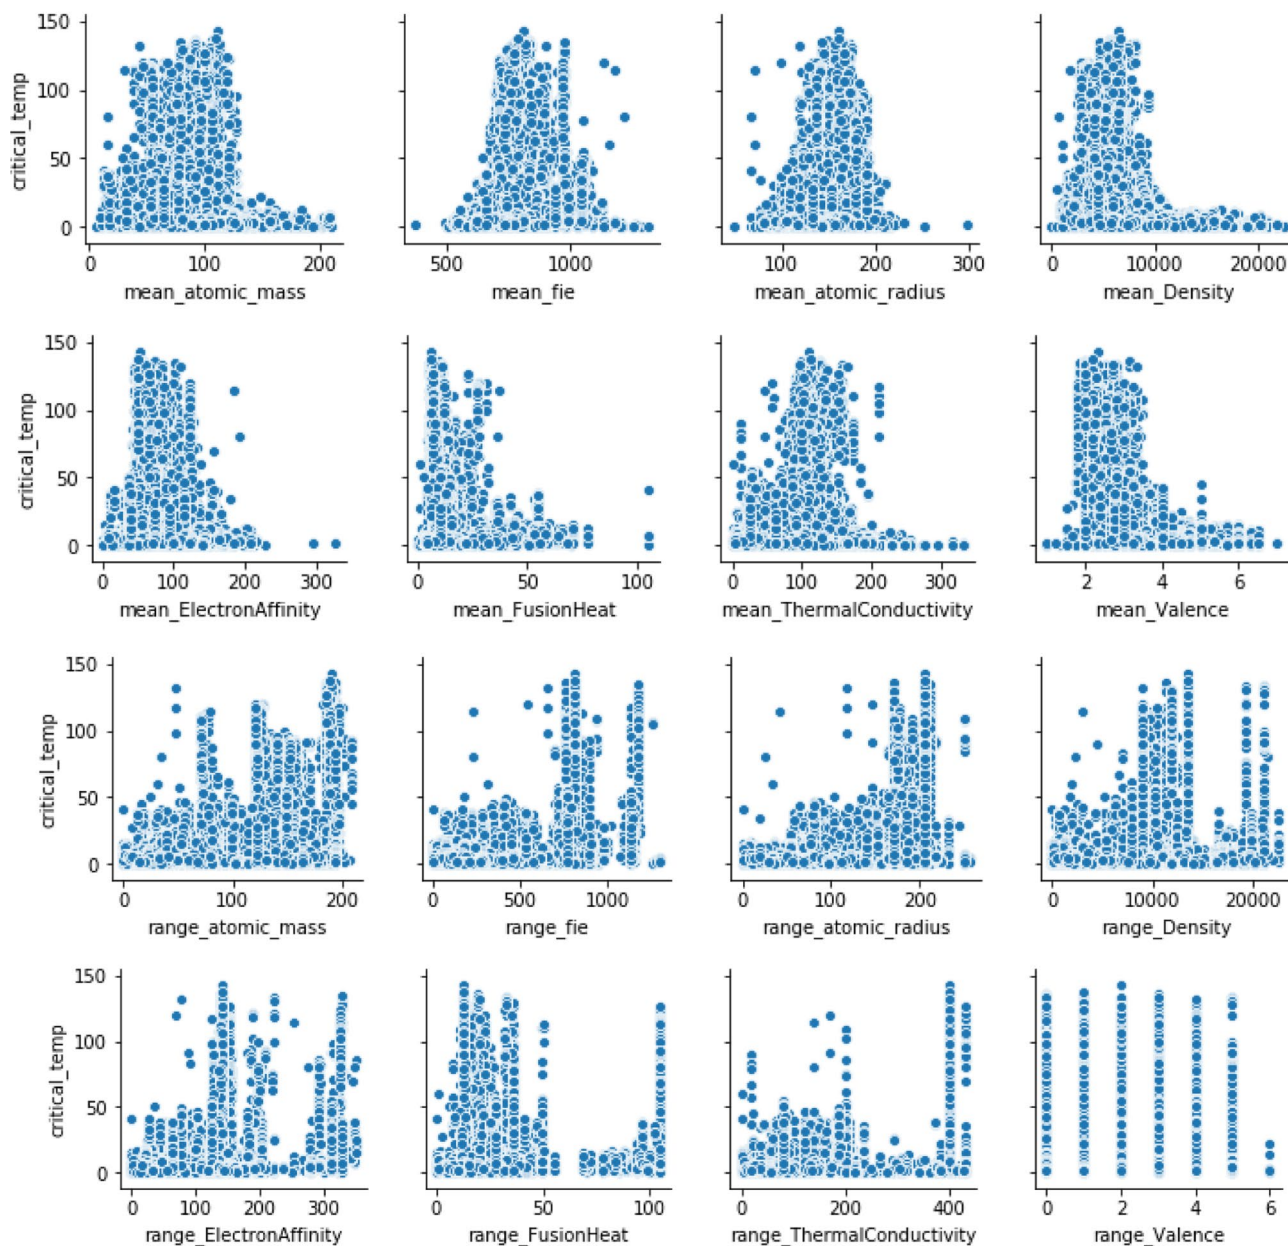 150
100
50
0
critical_temp
0 100 200
500 1000
100 200 300
0 10000 20000
mean_atomic_mass
mean_fie
mean_atomic_radius
mean_Density
150
100
50
0
critical_temp
0 100 200 300
0 50 100
0 100 200 300
2 4 6
mean_ElectronAffinity
mean_FusionHeat
mean_ThermalConductivity
mean_Valence
150
100
50
0
critical_temp
0 100 200
0 500 1000
0 100 200
0 10000 20000
range_atomic_mass
range_fie
range_atomic_radius
range_Density
150
100
50
0
critical_temp
0 100 200 300
0 50 100
0 200 400
0 2 4 6
range_ElectronAffinity
range_FusionHeat
range_ThermalConductivity
range_Valence